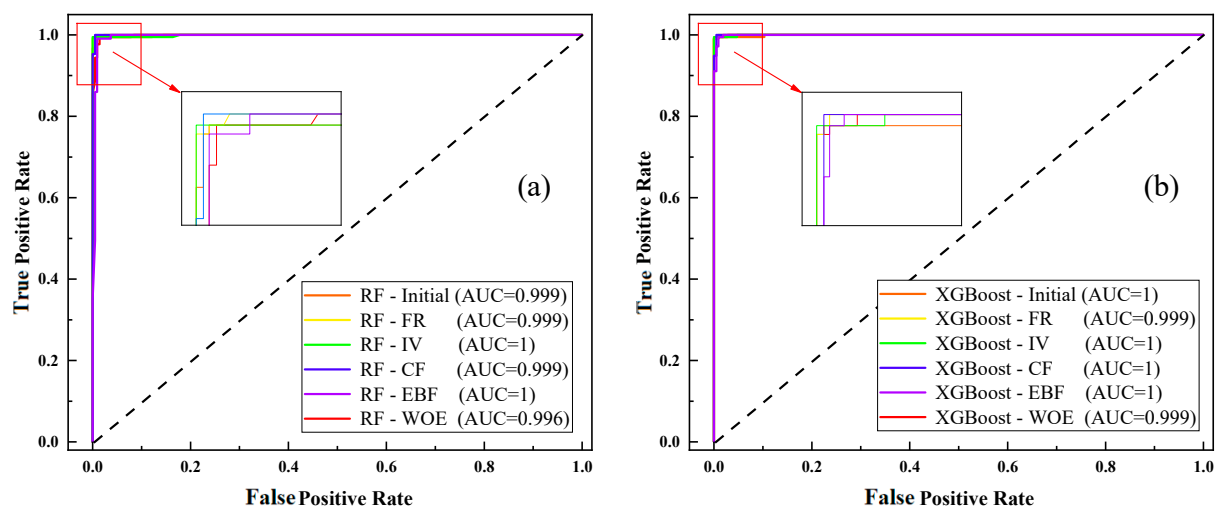 1.0
0.8
0.6
0.4
0.2
0.0
True Positive Rate
(a)
RF - Initial (AUC=0.999)
RF - FR (AUC=0.999)
RF - IV (AUC=1)
RF - CF (AUC=0.999)
RF - EBF (AUC=1)
RF - WOE (AUC=0.996)
0.0 0.2 0.4 0.6 0.8 1.0
False Positive Rate
1.0
0.8
0.6
0.4
0.2
0.0
True Positive Rate
(b)
XGBoost - Initial (AUC=1)
XGBoost - FR (AUC=0.999)
XGBoost - IV (AUC=1)
XGBoost - CF (AUC=1)
XGBoost - EBF (AUC=1)
XGBoost - WOE (AUC=0.999)
0.0 0.2 0.4 0.6 0.8 1.0
False Positive Rate